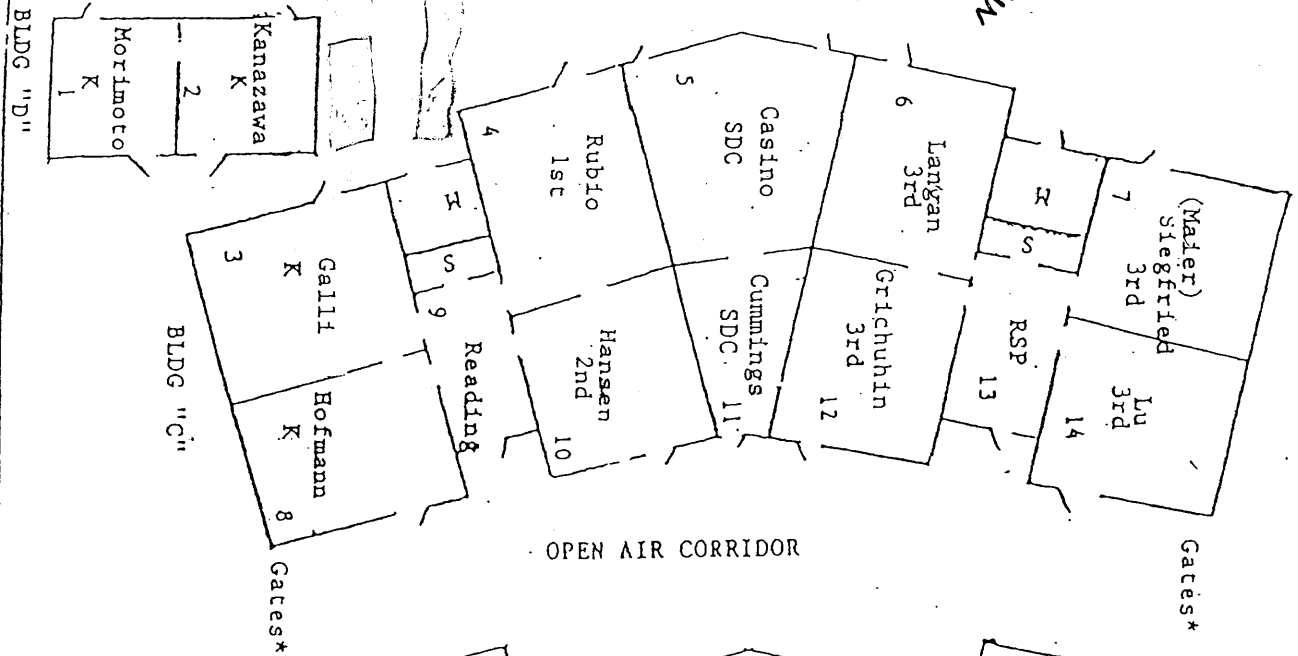 BLDG "D"
Morimoto
K
1
Kanazawa
K
2
BLDG "C"
3
Galli
K
Hofmann
K
8
Gates*
W
S
9
Reading
4
Rubio
1st
Hansen
2nd
10
5
Casino
SDC
Cummings
SDC
11
6
Langan
3rd
Grichuhin
3rd
12
W
S
RSP
13
7
(Maier)
Siegfried
3rd
Lu
3rd
14
Gates*
OPEN AIR CORRIDOR